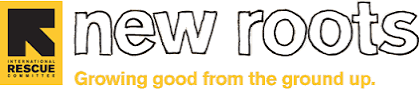 INTERNATIONAL
RESCUE
COMMITTEE
new roots
Growing good from the ground up.